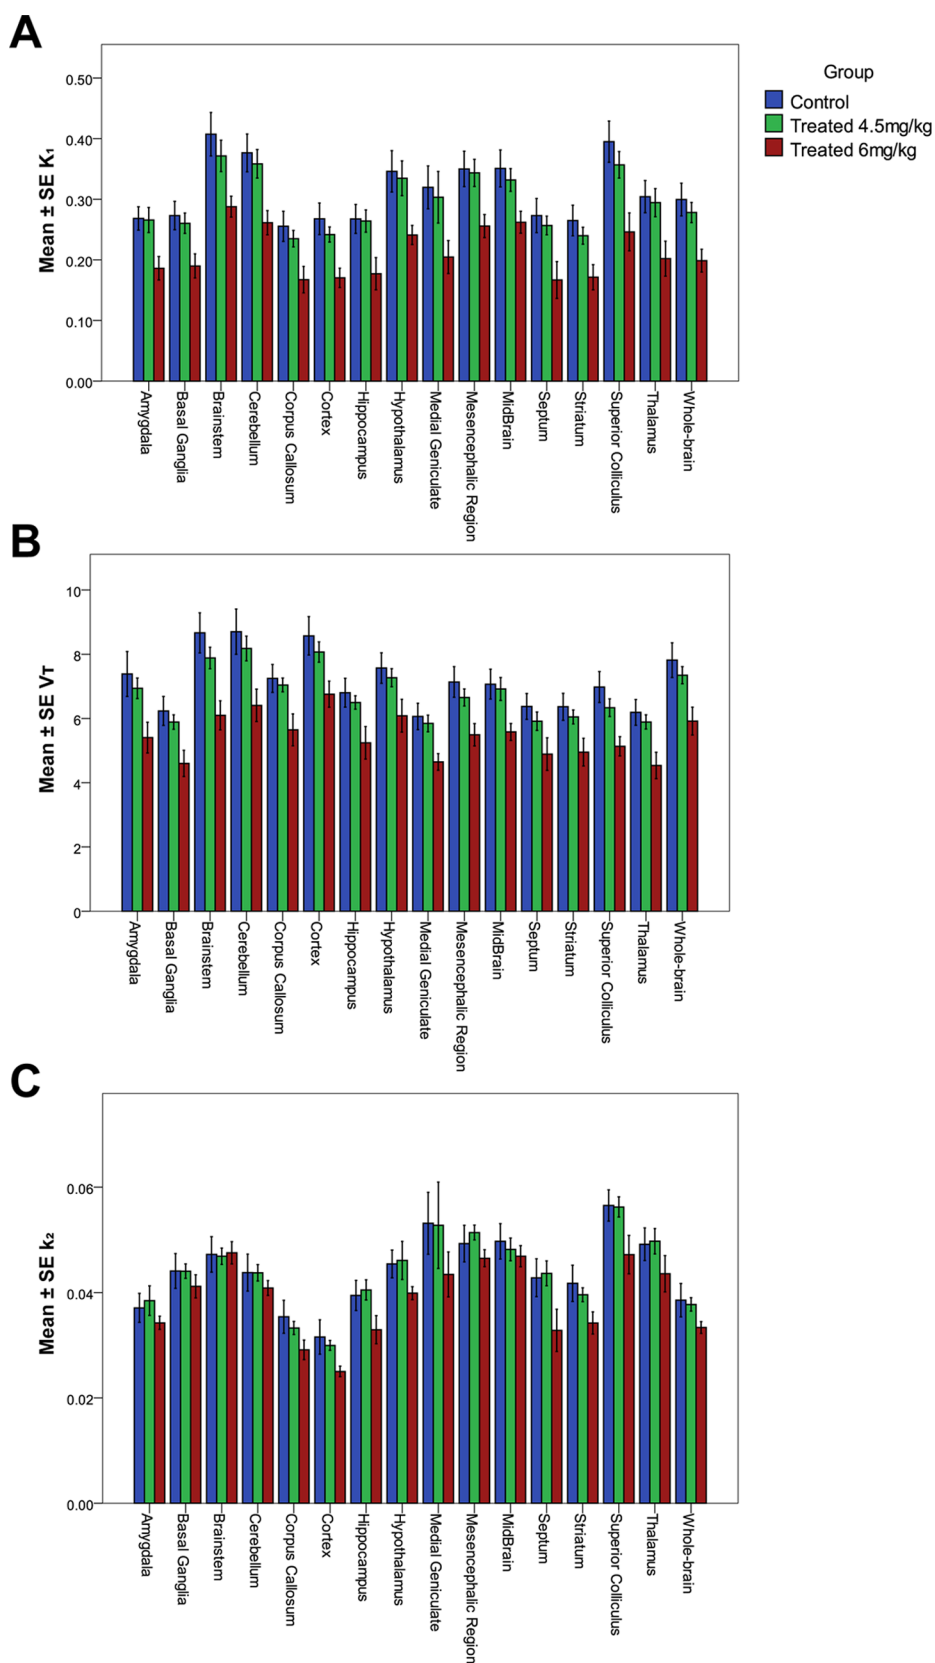 A
Group
Control
Treated 4.5mg/kg
Treated 6mg/kg
Mean ± SE K₁
0.50
0.40
0.30
0.20
0.10
0.00
Amygdala
Basal Ganglia
Brainstem
Cerebellum
Corpus Callosum
Cortex
Hippocampus
Hypothalamus
Medial Geniculate
Mesencephalic Region
MidBrain
Septum
Striatum
Superior Colliculus
Thalamus
Whole-brain
B
Mean ± SE Vᴛ
10
8
6
4
2
0
Amygdala
Basal Ganglia
Brainstem
Cerebellum
Corpus Callosum
Cortex
Hippocampus
Hypothalamus
Medial Geniculate
Mesencephalic Region
MidBrain
Septum
Striatum
Superior Colliculus
Thalamus
Whole-brain
C
Mean ± SE k₂
0.06
0.04
0.02
0.00
Amygdala
Basal Ganglia
Brainstem
Cerebellum
Corpus Callosum
Cortex
Hippocampus
Hypothalamus
Medial Geniculate
Mesencephalic Region
MidBrain
Septum
Striatum
Superior Colliculus
Thalamus
Whole-brain